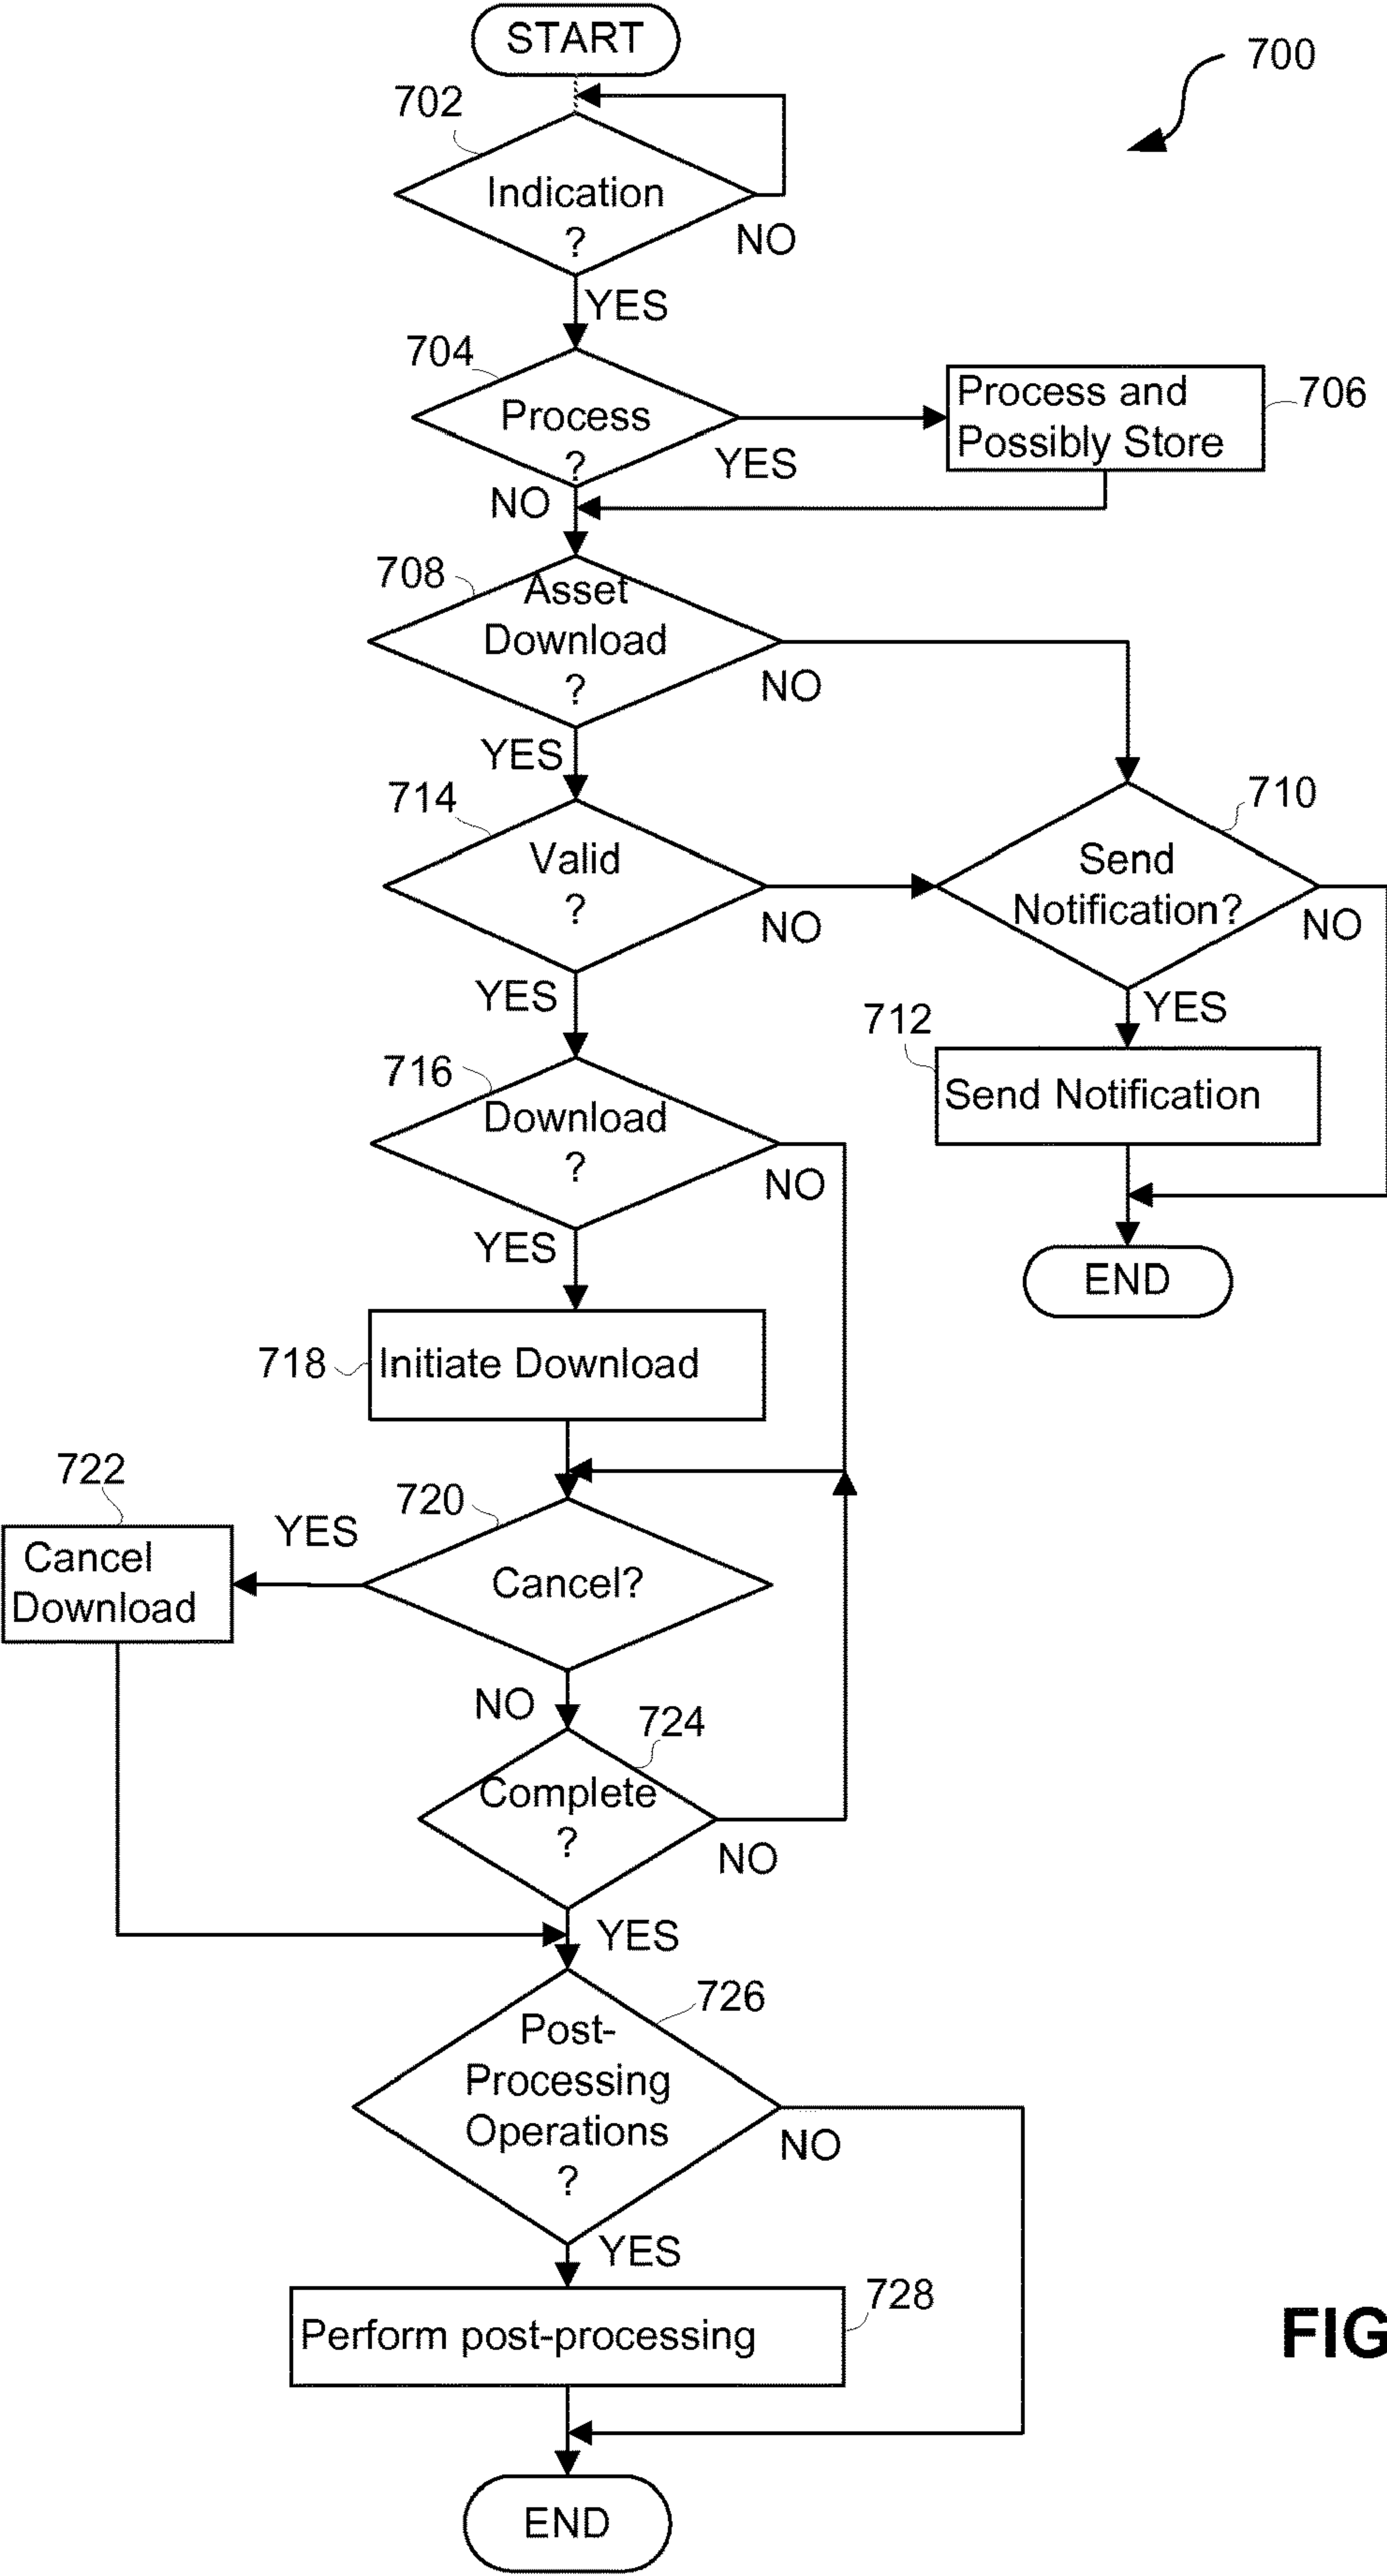 START
700
702
Indication
?
NO
YES
704
Process
?
YES
NO
Process and
Possibly Store
706
708
Asset
Download
?
NO
YES
714
Valid
?
NO
YES
710
Send
Notification?
NO
YES
712
Send Notification
END
716
Download
?
NO
YES
718
Initiate Download
720
Cancel?
YES
722
Cancel
Download
NO
724
Complete
?
NO
YES
726
Post-
Processing
Operations
?
NO
YES
728
Perform post-processing
END
FIG